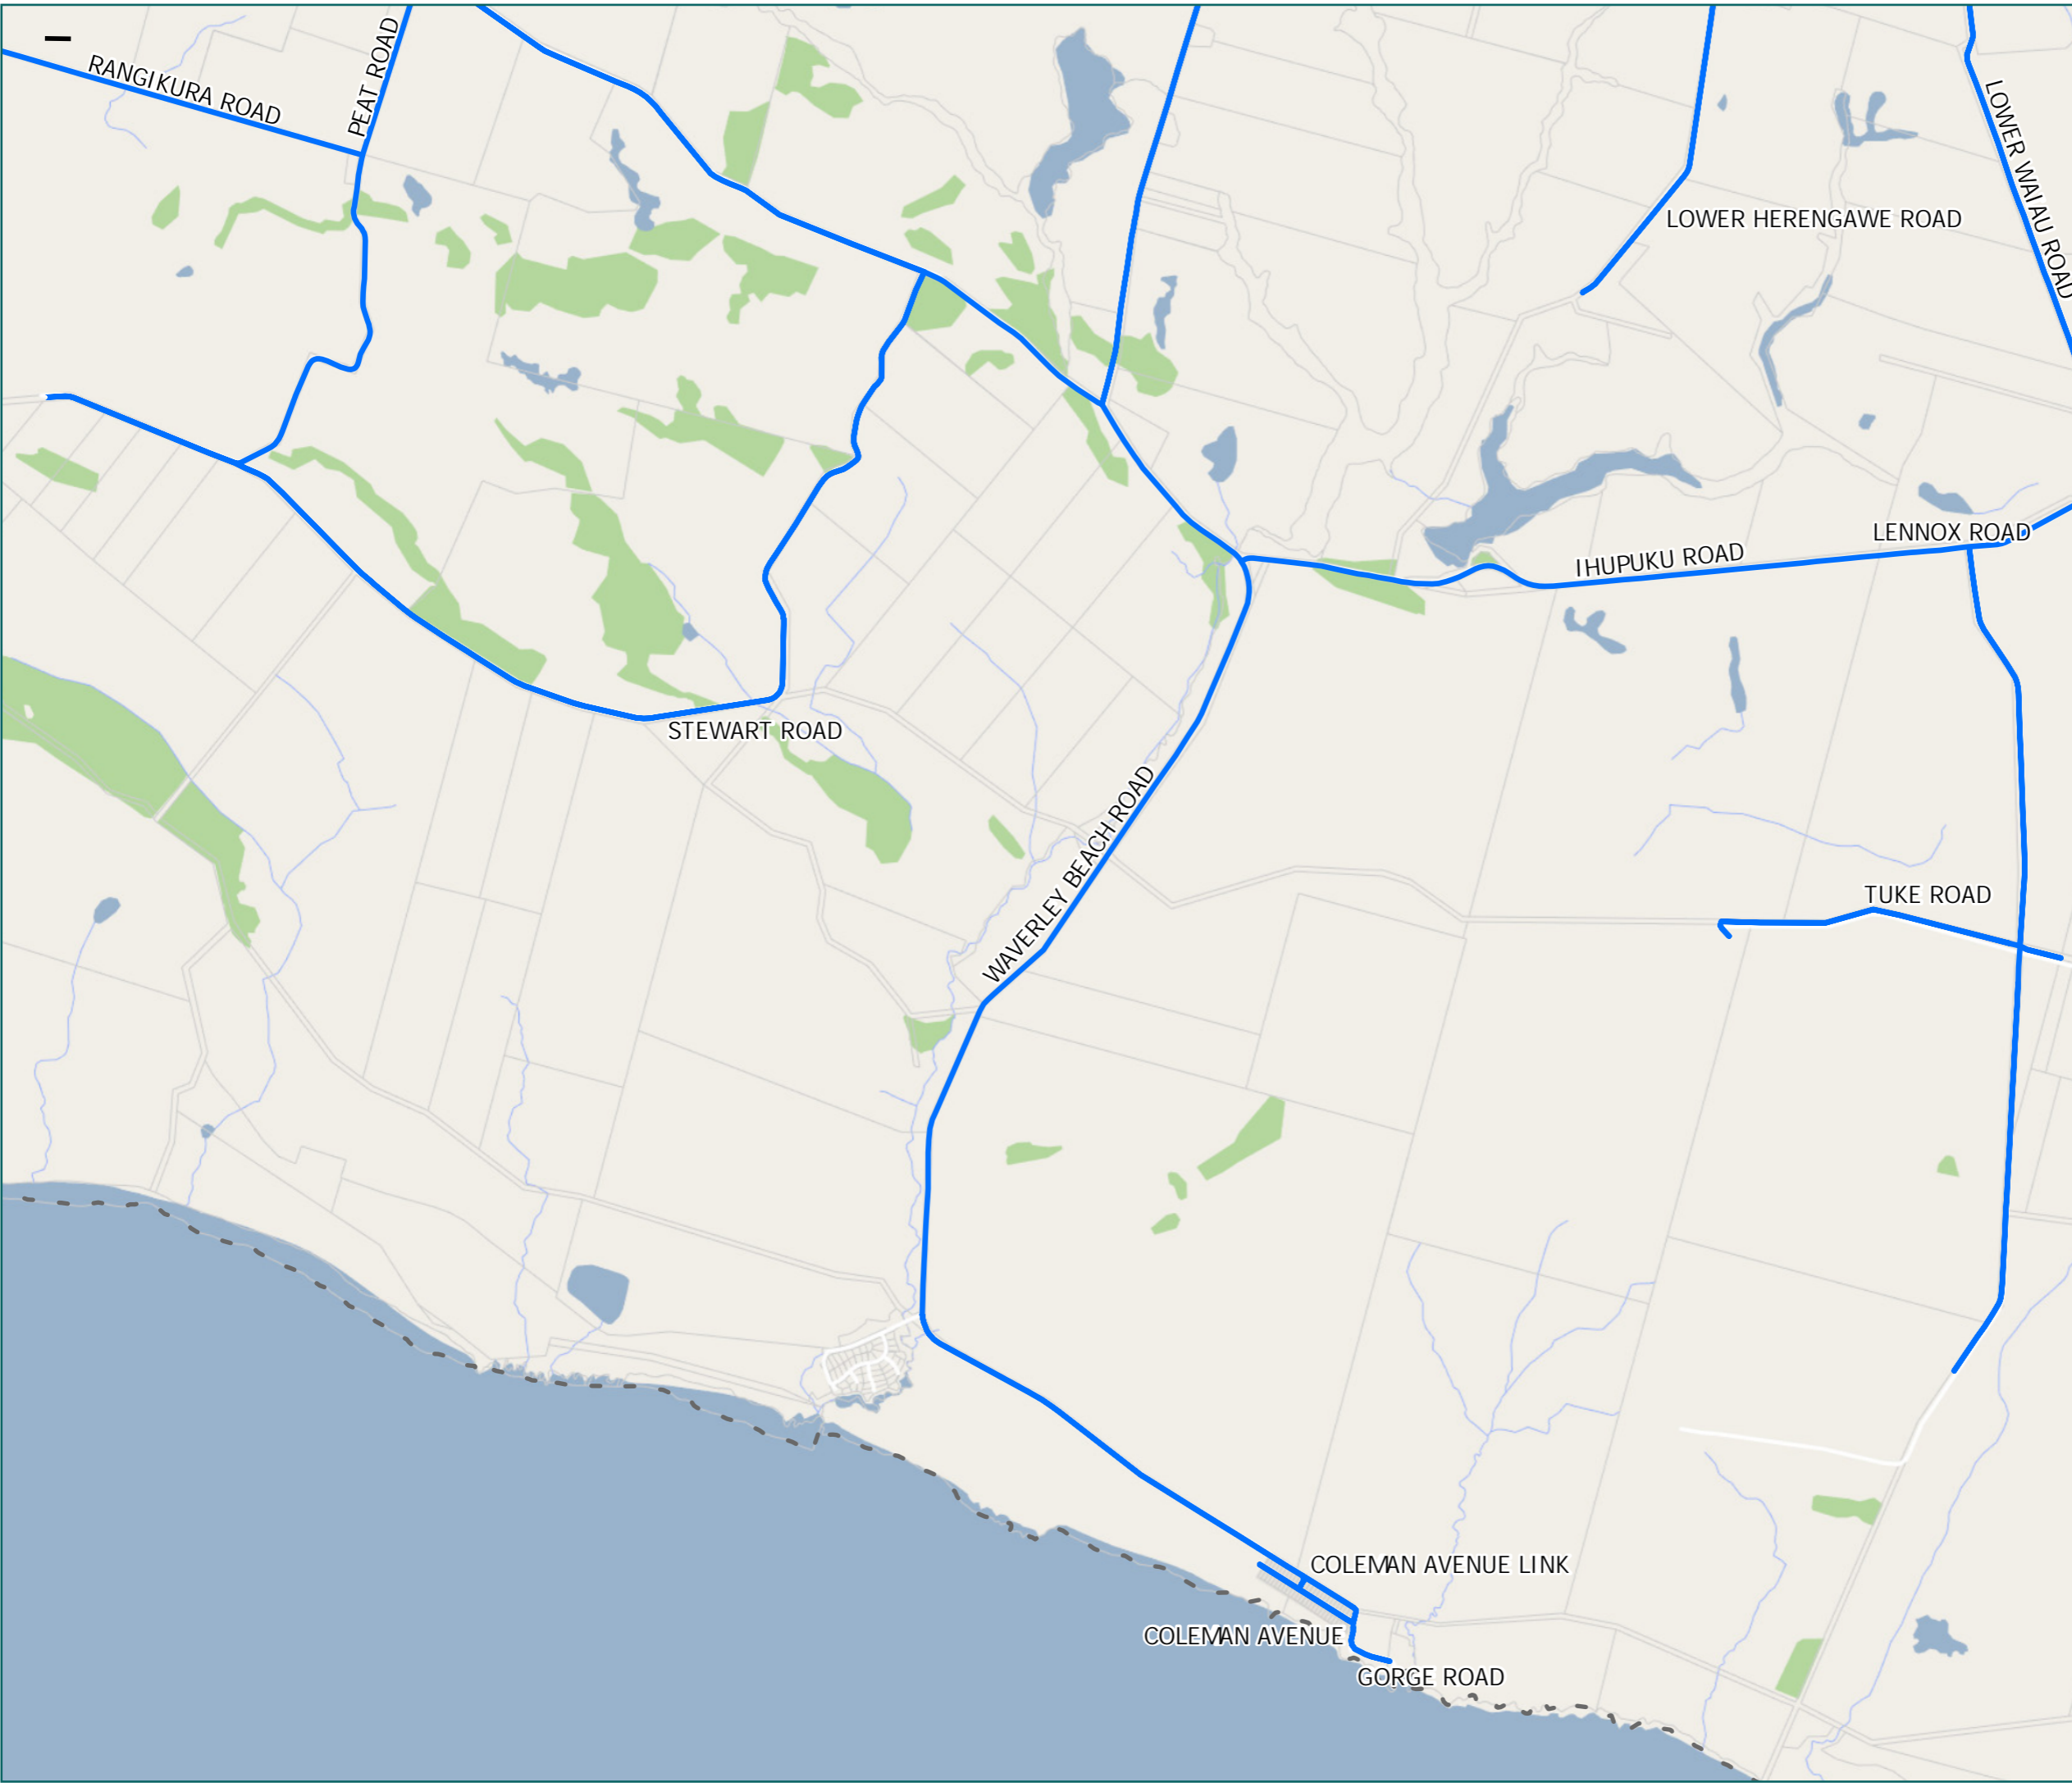 RANGIKURA ROAD
PEAT ROAD
LOWER WAIAU ROAD
LOWER HERENGAWE ROAD
LENNOX ROAD
IHUPUKU ROAD
STEWART ROAD
WAVERLEY BEACH ROAD
TUKE ROAD
COLEMAN AVENUE LINK
COLEMAN AVENUE
GORGE ROAD